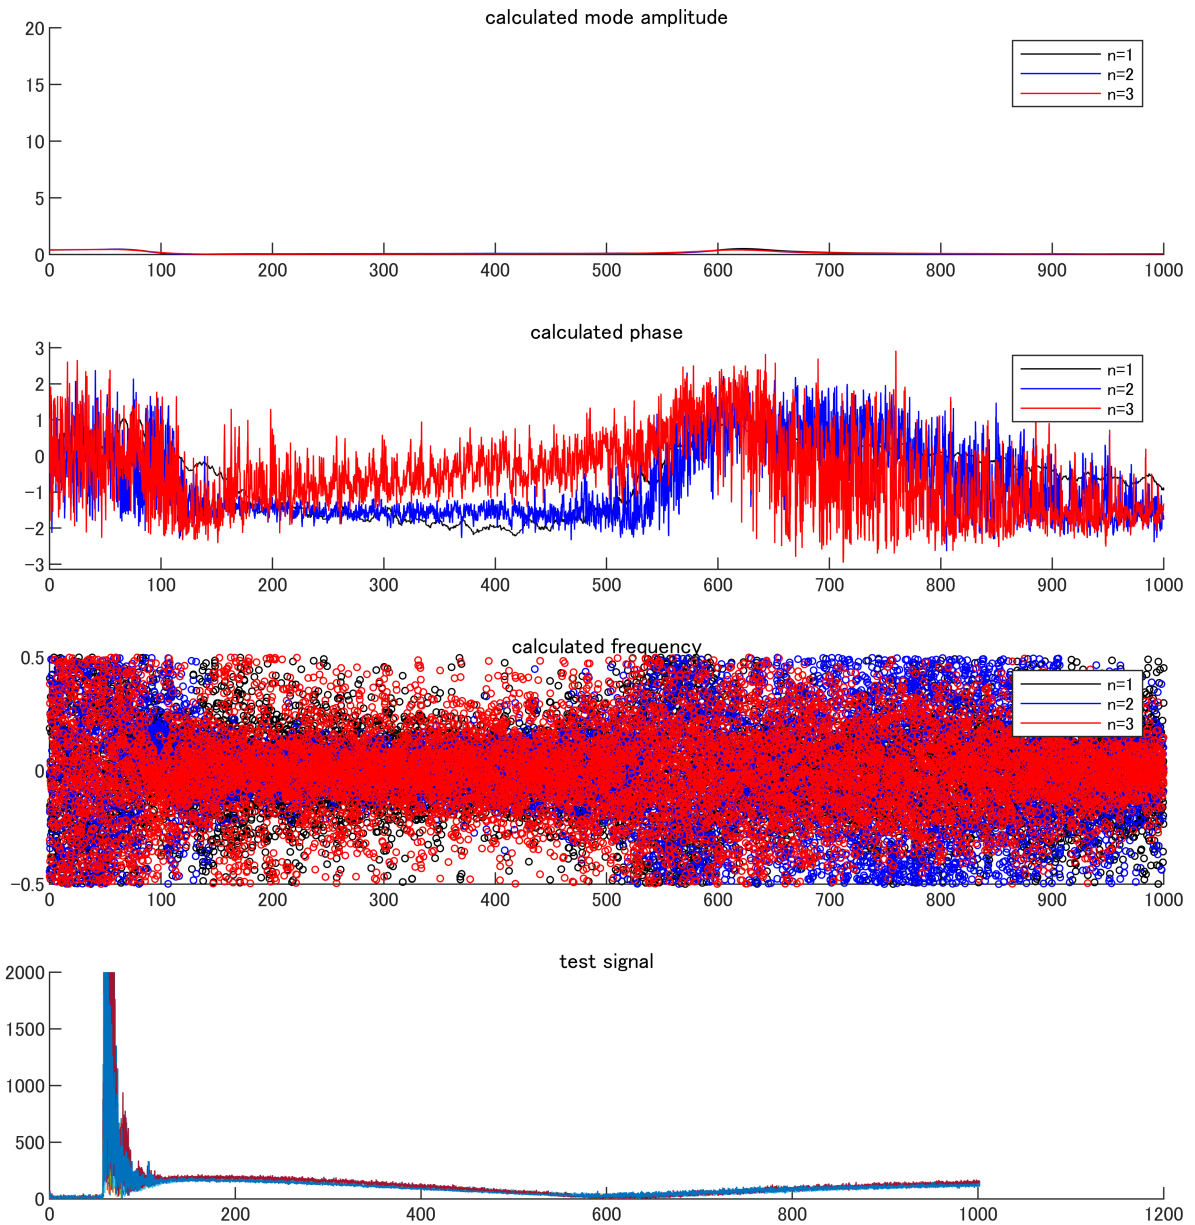 calculated mode amplitude
20
15
10
5
0
0 100 200 300 400 500 600 700 800 900 1000
n=1
n=2
n=3
calculated phase
3
2
1
0
-1
-2
-3
0 100 200 300 400 500 600 700 800 900 1000
n=1
n=2
n=3
calculated frequency
0.5
0
-0.5
0 100 200 300 400 500 600 700 800 900 1000
n=1
n=2
n=3
test signal
2000
1500
1000
500
0
0 200 400 600 800 1000 1200